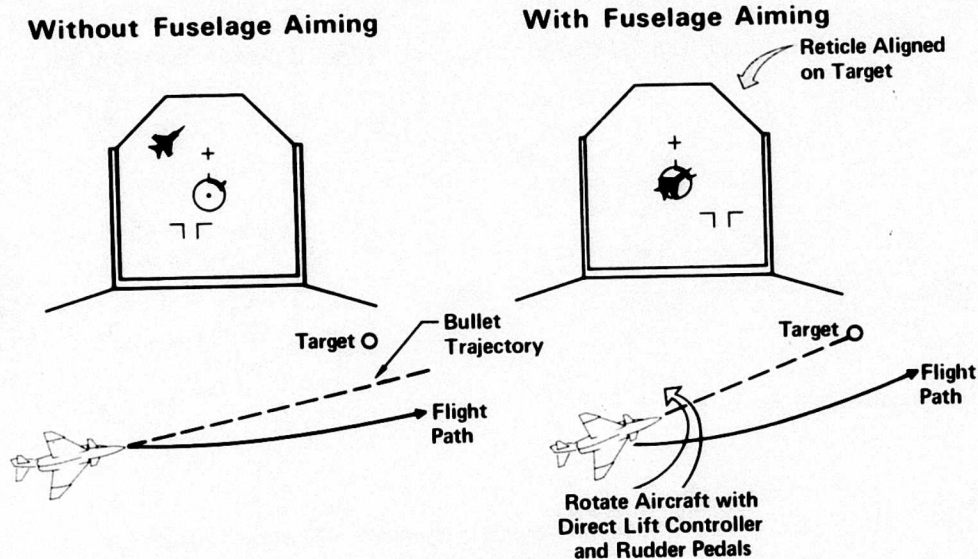 Without Fuselage Aiming
With Fuselage Aiming
Reticle Aligned
on Target
Target
Bullet
Trajectory
Flight
Path
Target
Flight
Path
Rotate Aircraft with
Direct Lift Controller
and Rudder Pedals